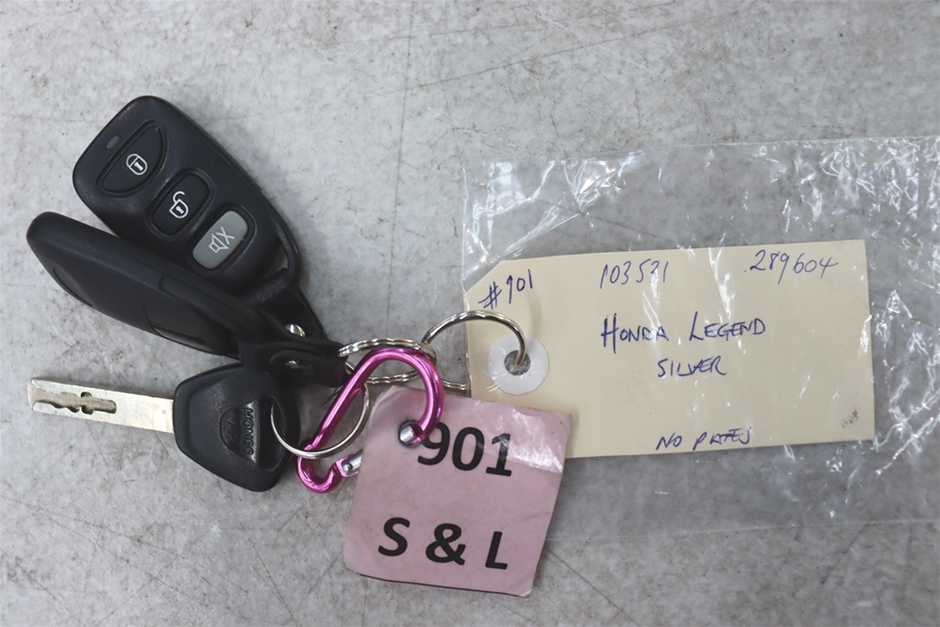 #901
103531
289604
HONDA LEGEND
SILVER
NO PLATES
901
S & L